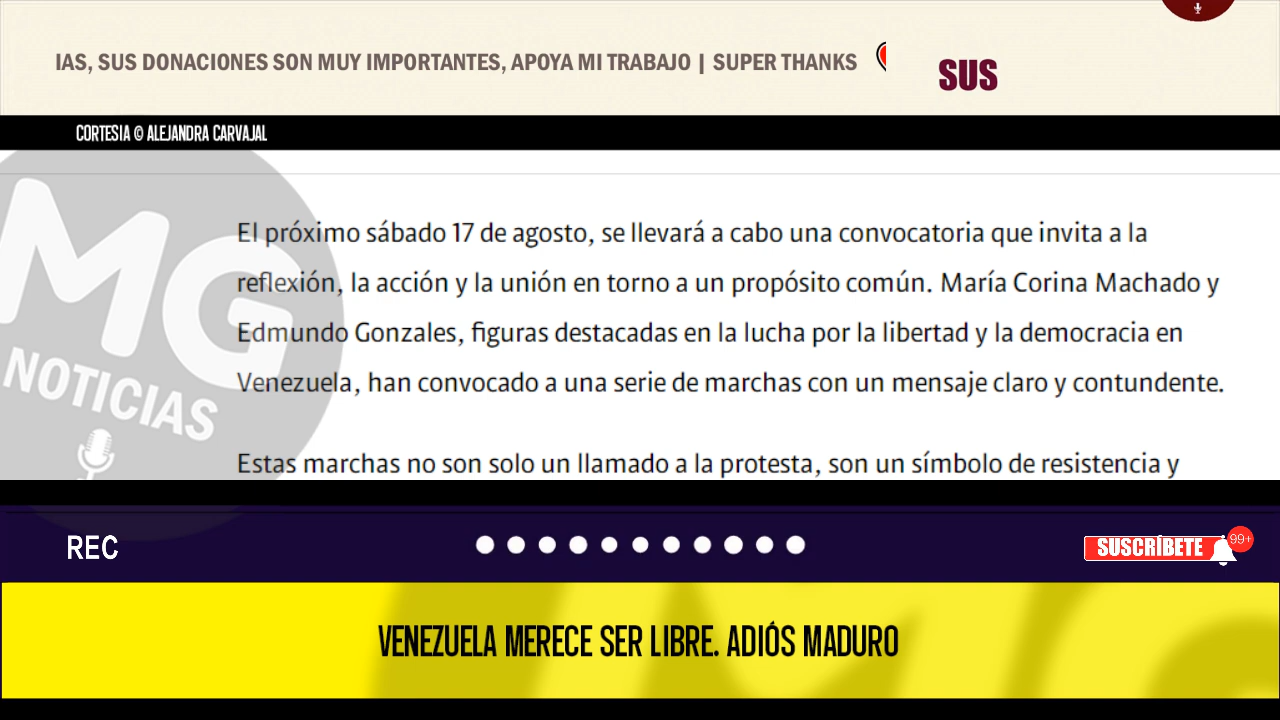 IAS, SUS DONACIONES SON MUY IMPORTANTES, APOYA MI TRABAJO | SUPER THANKS
SUS
CORTESIA © ALEJANDRA CARVAJAL
MG
NOTICIAS
El próximo sábado 17 de agosto, se llevará a cabo una convocatoria que invita a la
reflexión, la acción y la unión en torno a un propósito común. María Corina Machado y
Edmundo Gonzales, figuras destacadas en la lucha por la libertad y la democracia en
Venezuela, han convocado a una serie de marchas con un mensaje claro y contundente.
Estas marchas no son solo un llamado a la protesta, son un símbolo de resistencia y
REC
SUSCRÍBETE
99+
VENEZUELA MERECE SER LIBRE. ADIÓS MADURO